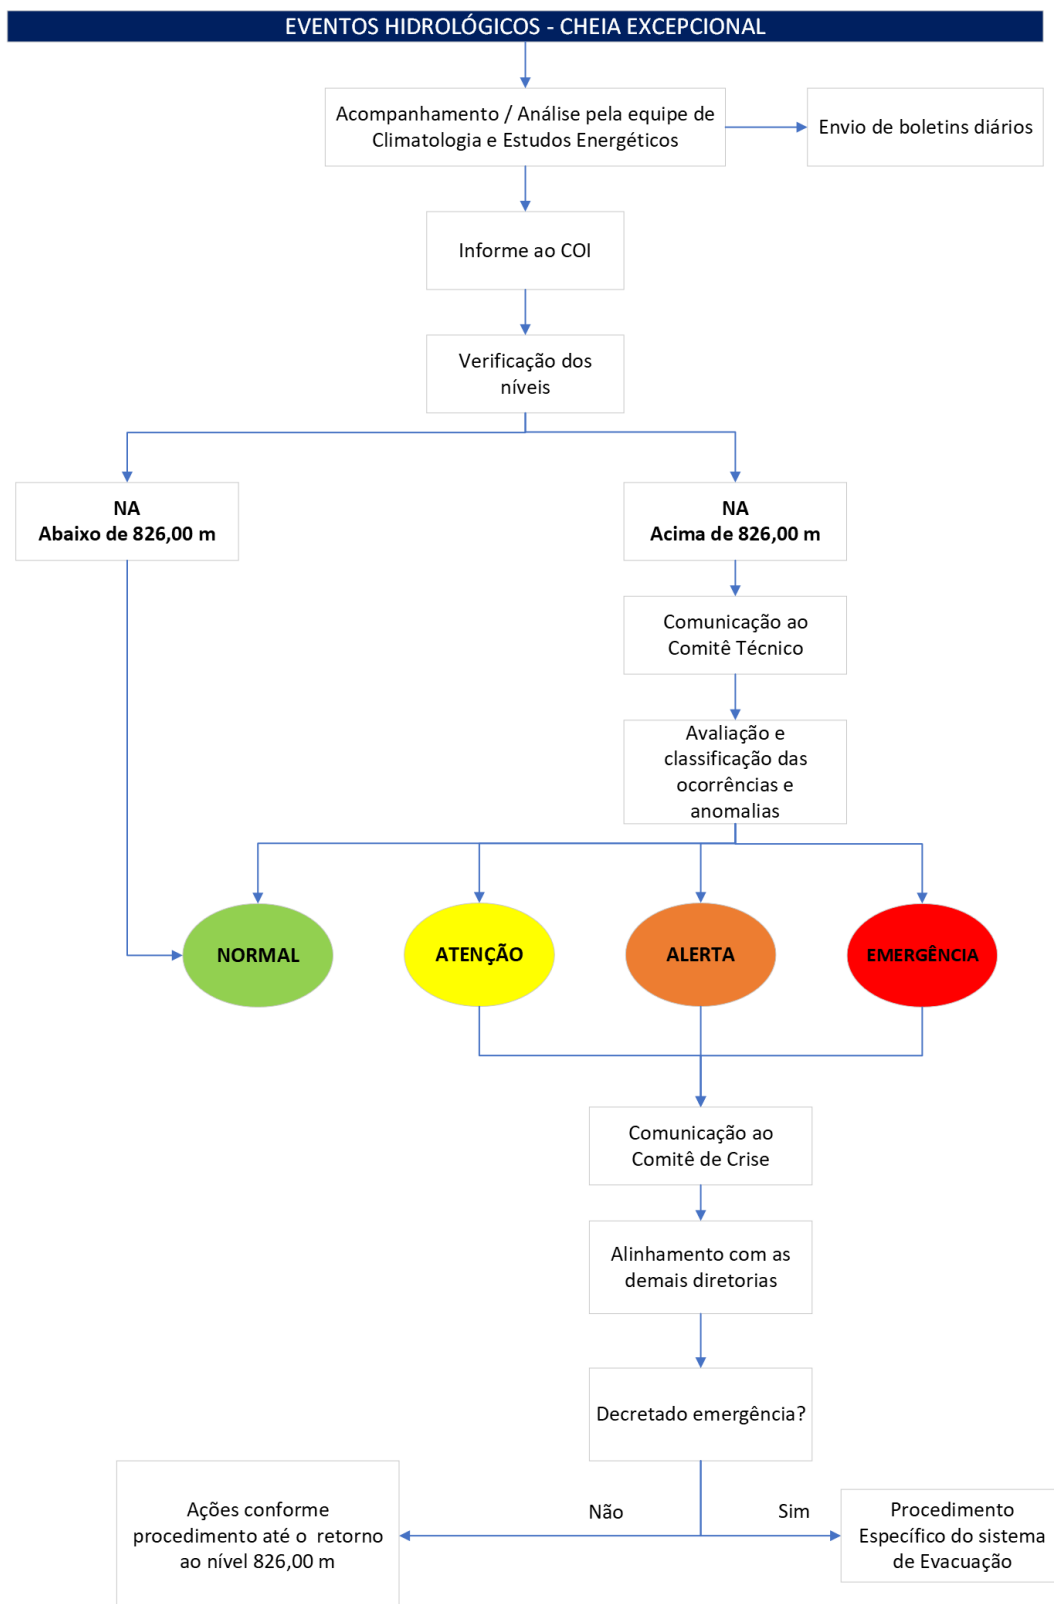 EVENTOS HIDROLÓGICOS - CHEIA EXCEPCIONAL
Acompanhamento / Análise pela equipe de
Climatologia e Estudos Energéticos
Envio de boletins diários
Informe ao COI
Verificação dos
níveis
NA
Abaixo de 826,00 m
NA
Acima de 826,00 m
Comunicação ao
Comitê Técnico
Avaliação e
classificação das
ocorrências e
anomalias
NORMAL
ATENÇÃO
ALERTA
EMERGÊNCIA
Comunicação ao
Comitê de Crise
Alinhamento com as
demais diretorias
Decretado emergência?
Não
Sim
Ações conforme
procedimento até o retorno
ao nível 826,00 m
Procedimento
Específico do sistema
de Evacuação